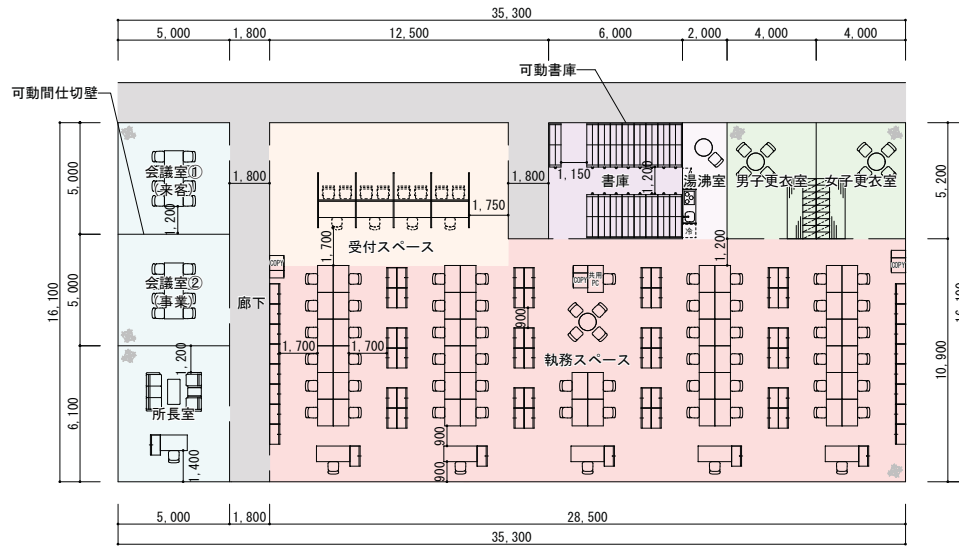 35,300
5,000
1,800
12,500
6,000
2,000
4,000
4,000
可動書庫
可動間仕切壁
16,100
5,000
5,000
6,100
会議室①
(来客)
1,200
1,800
1,750
1,800
1,150
書庫
1,200
湯沸室
冷
男子更衣室
女子更衣室
5,200
16,100
10,900
1,700
受付スペース
1,200
COPY
COPY
共用
PC
COPY
会議室②
(事業)
廊下
900
1,700
1,700
執務スペース
1,200
所長室
1,400
900
900
5,000
1,800
28,500
35,300